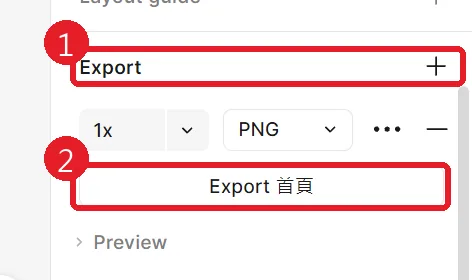 Layout guide
1
Export
1x
PNG
2
Export 首頁
Preview